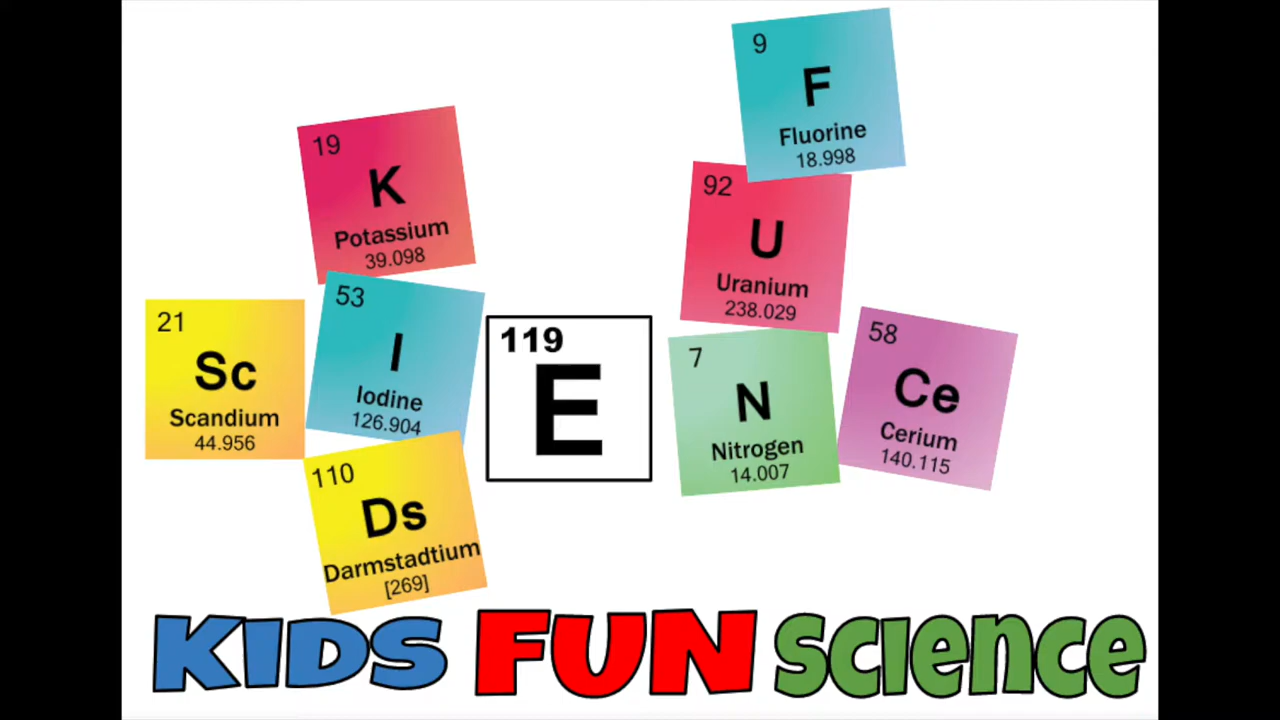 9
F
Fluorine
18.998
19
K
Potassium
39.098
92
U
Uranium
238.029
53
I
Iodine
126.904
21
Sc
Scandium
44.956
119
E
7
N
Nitrogen
14.007
58
Ce
Cerium
140.115
110
Ds
Darmstadtium
[269]
KIDS FUN SCIENCE